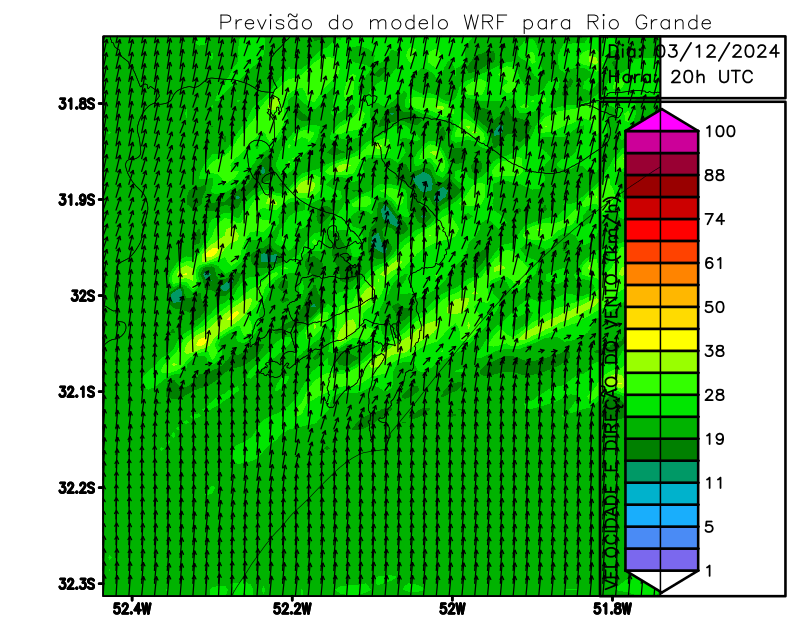 Previsão do modelo WRF para Rio Grande
Dia: 03/12/2024
Hora: 20h UTC
31.8S
31.9S
32S
32.1S
32.2S
32.3S
52.4W
52.2W
52W
51.8W
VELOCIDADE E DIREÇÃO DO VENTO (km/h)
100
88
74
61
50
38
28
19
11
5
1